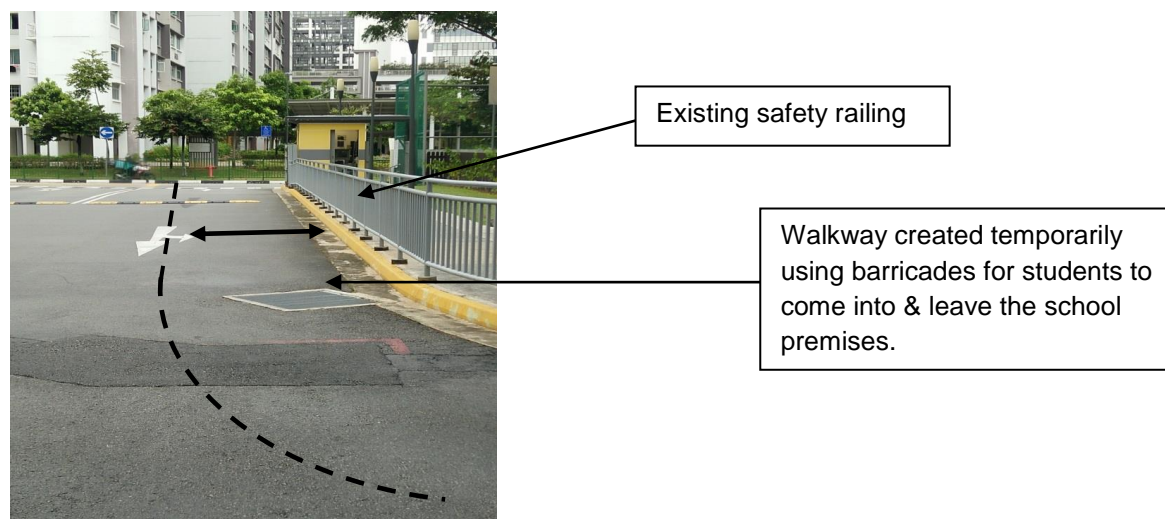 Existing safety railing
Walkway created temporarily
using barricades for students to
come into & leave the school
premises.